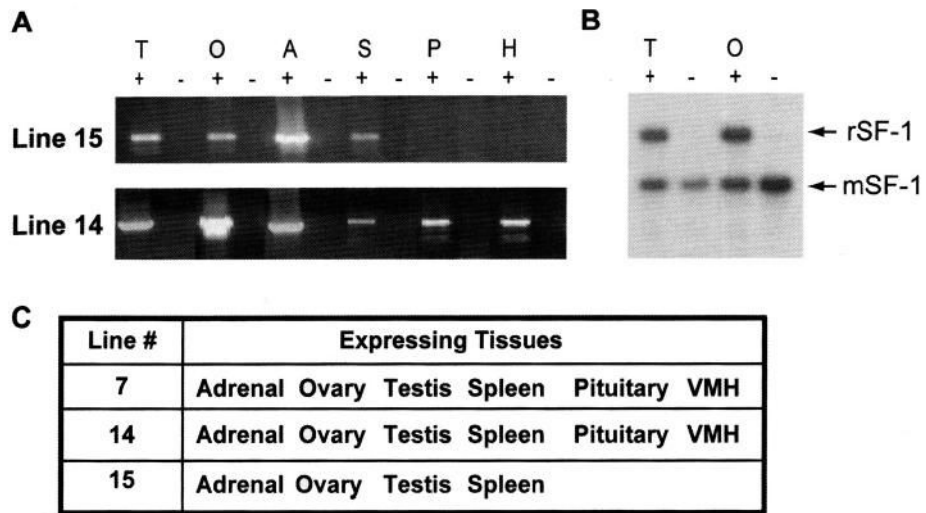 A
T O A S P H
+ - + - + - + - + - + -
Line 15
Line 14
B
T O
+ - + -
rSF-1
mSF-1
C
Line # Expressing Tissues
7 Adrenal Ovary Testis Spleen Pituitary VMH
14 Adrenal Ovary Testis Spleen Pituitary VMH
15 Adrenal Ovary Testis Spleen